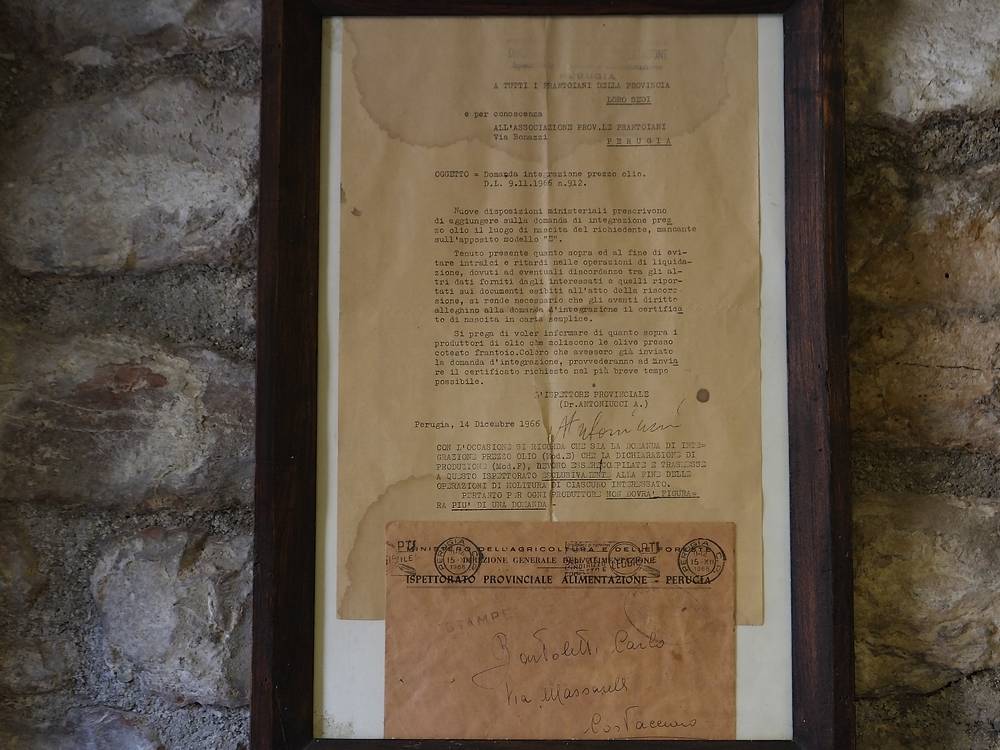 PERUGIA
A TUTTI I FRANTOIANI DELLA PROVINCIA
LORO SEDI
e per conoscenza
ALL'ASSOCIAZIONE PROV.LE FRANTOIANI
Via Bonazzi
PERUGIA
OGGETTO = Domanda integrazione prezzo olio.
D.L. 9.11.1966 n.912.
Nuove disposizioni ministeriali prescrivono
di aggiungere sulla domanda di integrazione prez
zo olio il luogo di nascita del richiedente, mancante
sull'apposito modello "E".
Tenuto presente quanto sopra ed al fine di evi-
tare intralci e ritardi nelle operazioni di liquida-
zione, dovuti ad eventuali discordanze tra gli al-
tri dati forniti dagli interessati e quelli ripor-
tati sui documenti esibiti all'atto della riscos-
sione, si rende necessario che gli aventi diritto
alleghino alla domanda d'integrazione il certifica
to di nascita in carta semplice.
Si prega di voler informare di quanto sopra i
produttori di olio che moliscono le olive presso
cotesto frantoio.Coloro che avessero già inviato
la domanda d'integrazione, provvederanno ad invia
re il certificato richiesto nel più breve tempo
possibile.
L'ISPETTORE PROVINCIALE
(Dr.ANTONIUCCI A.)
Perugia, 14 Dicembre 1966
CON L'OCCASIONE SI RICORDA CHE SIA LA DOMANDA DI INTE=
GRAZIONE PREZZO OLIO (Mod.E) CHE LA DICHIARAZIONE DI
PRODUZIONE (Mod.F), DEVONO ESSERE COMPILATE E TRASMESSE
A QUESTO ISPETTORATO ESCLUSIVAMENTE ALLA FINE DELLE
OPERAZIONI DI MOLITURA DI CIASCUNO INTERESSATO.
PERTANTO PER OGNI PRODUTTORE NON DOVRA' FIGURA=
RA PIU' DI UNA DOMANDA.-
MINISTERO DELL'AGRICOLTURA E DELLE FORESTE
DIREZIONE GENERALE DELL'ALIMENTAZIONE
ISPETTORATO PROVINCIALE ALIMENTAZIONE - PERUGIA
PERUGIA
15-XII
1966
PERUGIA
15-XII
1966
STAMPE
Bartoletti Carlo
Via
Costacciaro